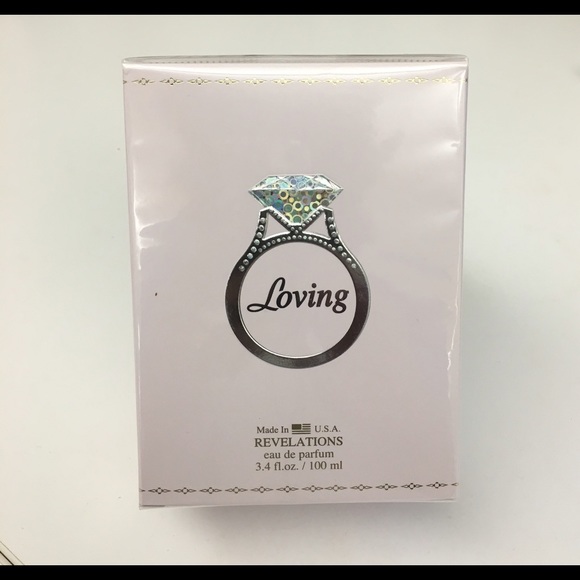 Loving
Made In U.S.A.
REVELATIONS
eau de parfum
3.4 fl.oz. / 100 ml